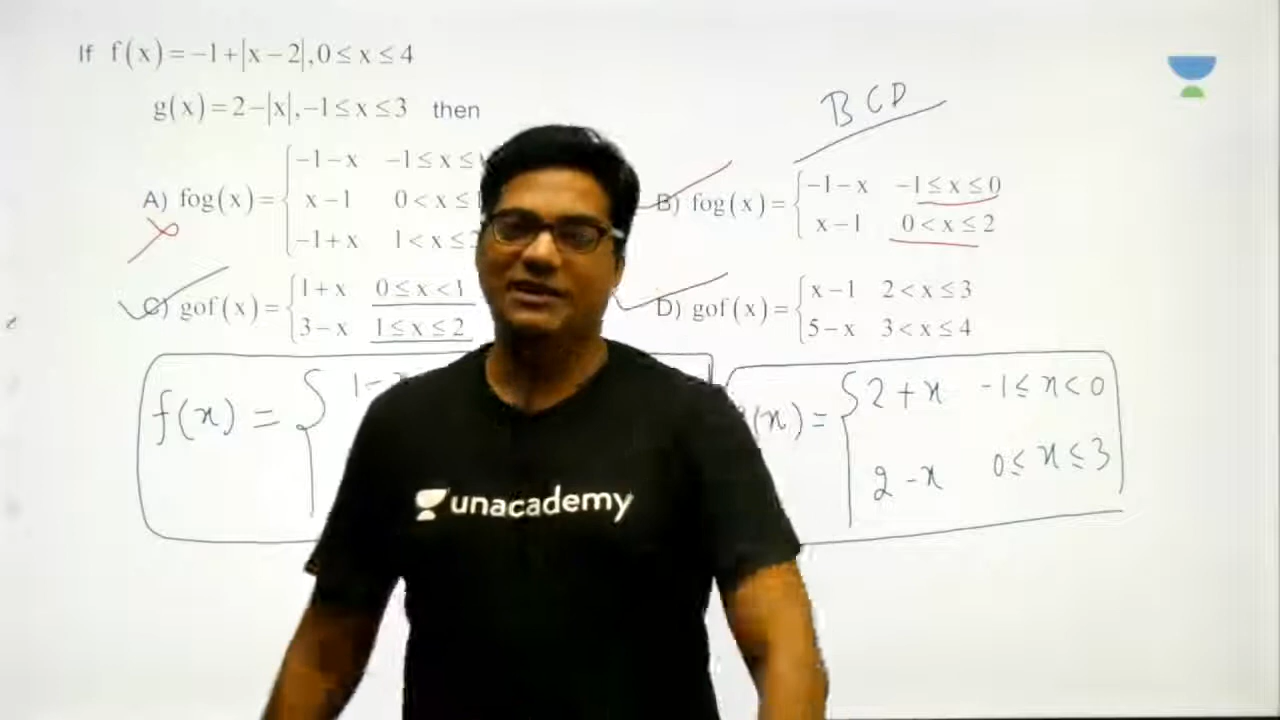 If f(x)=−1+|x−2|,0≤x≤4
g(x)=2−|x|,−1≤x≤3 then
BCD
A) fog(x)= {−1−x −1≤x≤
x−1 0<x≤
−1+x 1<x≤2
B) fog(x)= {−1−x −1≤x≤0
x−1 0<x≤2
C) gof(x)= {1+x 0≤x<1
3−x 1≤x≤2
D) gof(x)= {x−1 2<x≤3
5−x 3<x≤4
f(x) = { 1−
(x) = { 2+x -1≤x<0
2-x 0≤x≤3
unacademy